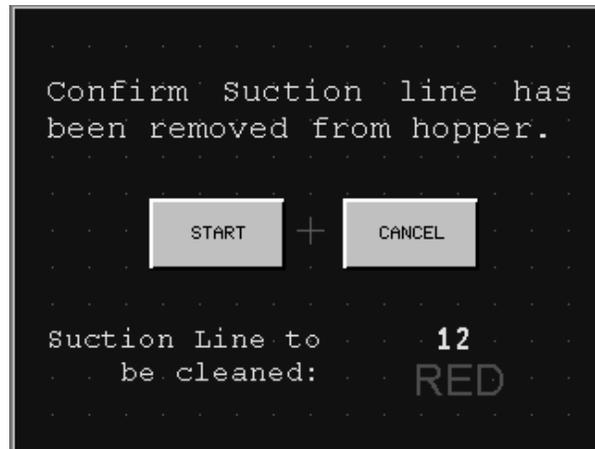 Confirm Suction line has
been removed from hopper.
START + CANCEL
Suction Line to 12
be cleaned: RED